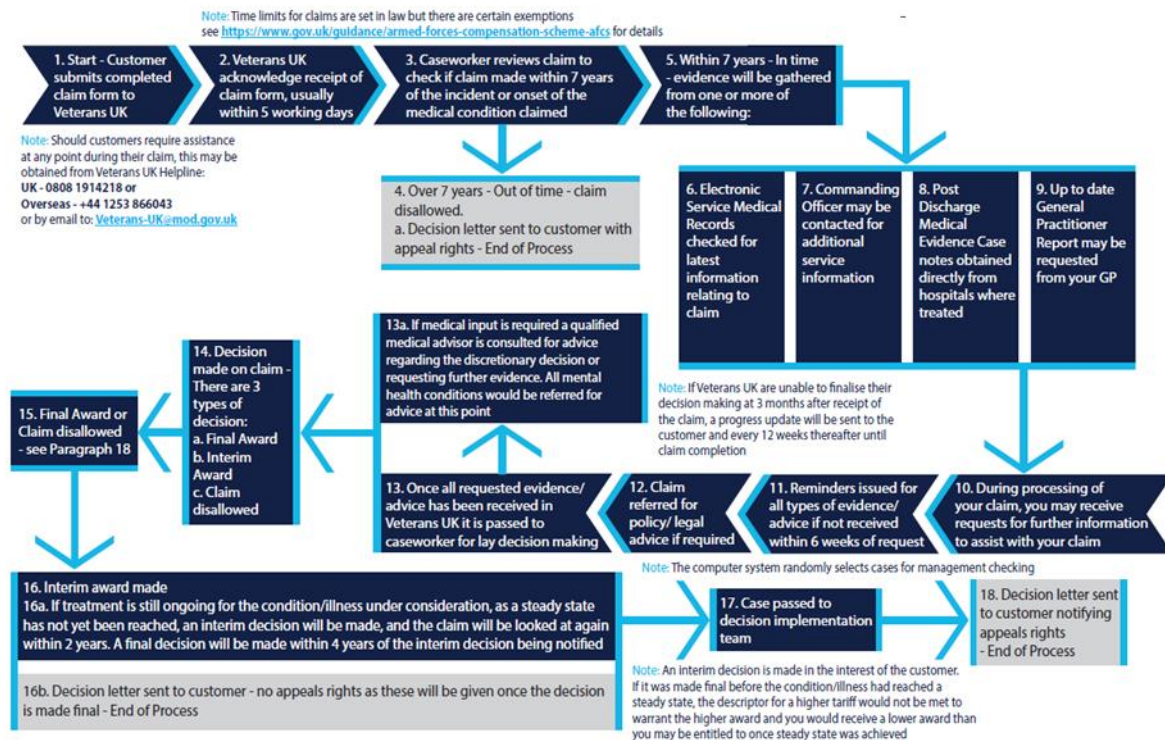 Note: Time limits for claims are set in law but there are certain exemptions
see https://www.gov.uk/guidance/armed-forces-compensation-scheme-afcs for details
1. Start - Customer
submits completed
claim form to
Veterans UK
2. Veterans UK
acknowledge receipt of
claim form, usually
within 5 working days
3. Caseworker reviews claim to
check if claim made within 7 years
of the incident or onset of the
medical condition claimed
5. Within 7 years - In time
- evidence will be gathered
from one or more of
the following:
Note: Should customers require assistance
at any point during their claim, this may be
obtained from Veterans UK Helpline:
UK - 0808 1914218 or
Overseas - +44 1253 866043
or by email to: Veterans-UK@mod.gov.uk
4. Over 7 years - Out of time - claim
disallowed.
a. Decision letter sent to customer with
appeal rights - End of Process
6. Electronic
Service Medical
Records
checked for
latest
information
relating to
claim
7. Commanding
Officer may be
contacted for
additional
service
information
8. Post
Discharge
Medical
Evidence Case
notes obtained
directly from
hospitals where
treated
9. Up to date
General
Practitioner
Report may be
requested
from your GP
Note: If Veterans UK are unable to finalise their
decision making at 3 months after receipt of
the claim, a progress update will be sent to the
customer and every 12 weeks thereafter until
claim completion
10. During processing of
your claim, you may receive
requests for further information
to assist with your claim
11. Reminders issued for
all types of evidence/
advice if not received
within 6 weeks of request
12. Claim
referred for
policy/ legal
advice if required
13. Once all requested evidence/
advice has been received in
Veterans UK it is passed to
caseworker for lay decision making
13a. If medical input is required a qualified
medical advisor is consulted for advice
regarding the discretionary decision or
requesting further evidence. All mental
health conditions would be referred for
advice at this point
14. Decision
made on claim -
There are 3
types of
decision:
a. Final Award
b. Interim
Award
c. Claim
disallowed
15. Final Award or
Claim disallowed
- see Paragraph 18
16. Interim award made
16a. If treatment is still ongoing for the condition/illness under consideration, as a steady state
has not yet been reached, an interim decision will be made, and the claim will be looked at again
within 2 years. A final decision will be made within 4 years of the interim decision being notified
16b. Decision letter sent to customer - no appeals rights as these will be given once the decision
is made final - End of Process
Note: The computer system randomly selects cases for management checking
17. Case passed to
decision implementation
team
18. Decision letter sent
to customer notifying
appeals rights
- End of Process
Note: An interim decision is made in the interest of the customer.
If it was made final before the condition/illness had reached a
steady state, the descriptor for a higher tariff would not be met to
warrant the higher award and you would receive a lower award than
you may be entitled to once steady state was achieved